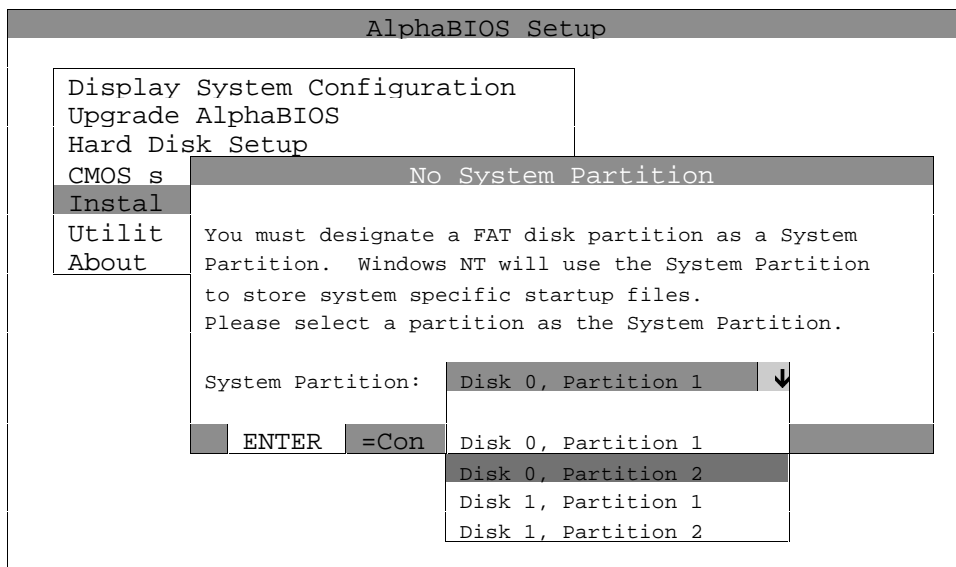 AlphaBIOS Setup
Display System Configuration
Upgrade AlphaBIOS
Hard Disk Setup
CMOS s
Instal
Utilit
About
No System Partition
You must designate a FAT disk partition as a System
Partition. Windows NT will use the System Partition
to store system specific startup files.
Please select a partition as the System Partition.
System Partition: Disk 0, Partition 1
ENTER =Con
Disk 0, Partition 1
Disk 0, Partition 2
Disk 1, Partition 1
Disk 1, Partition 2